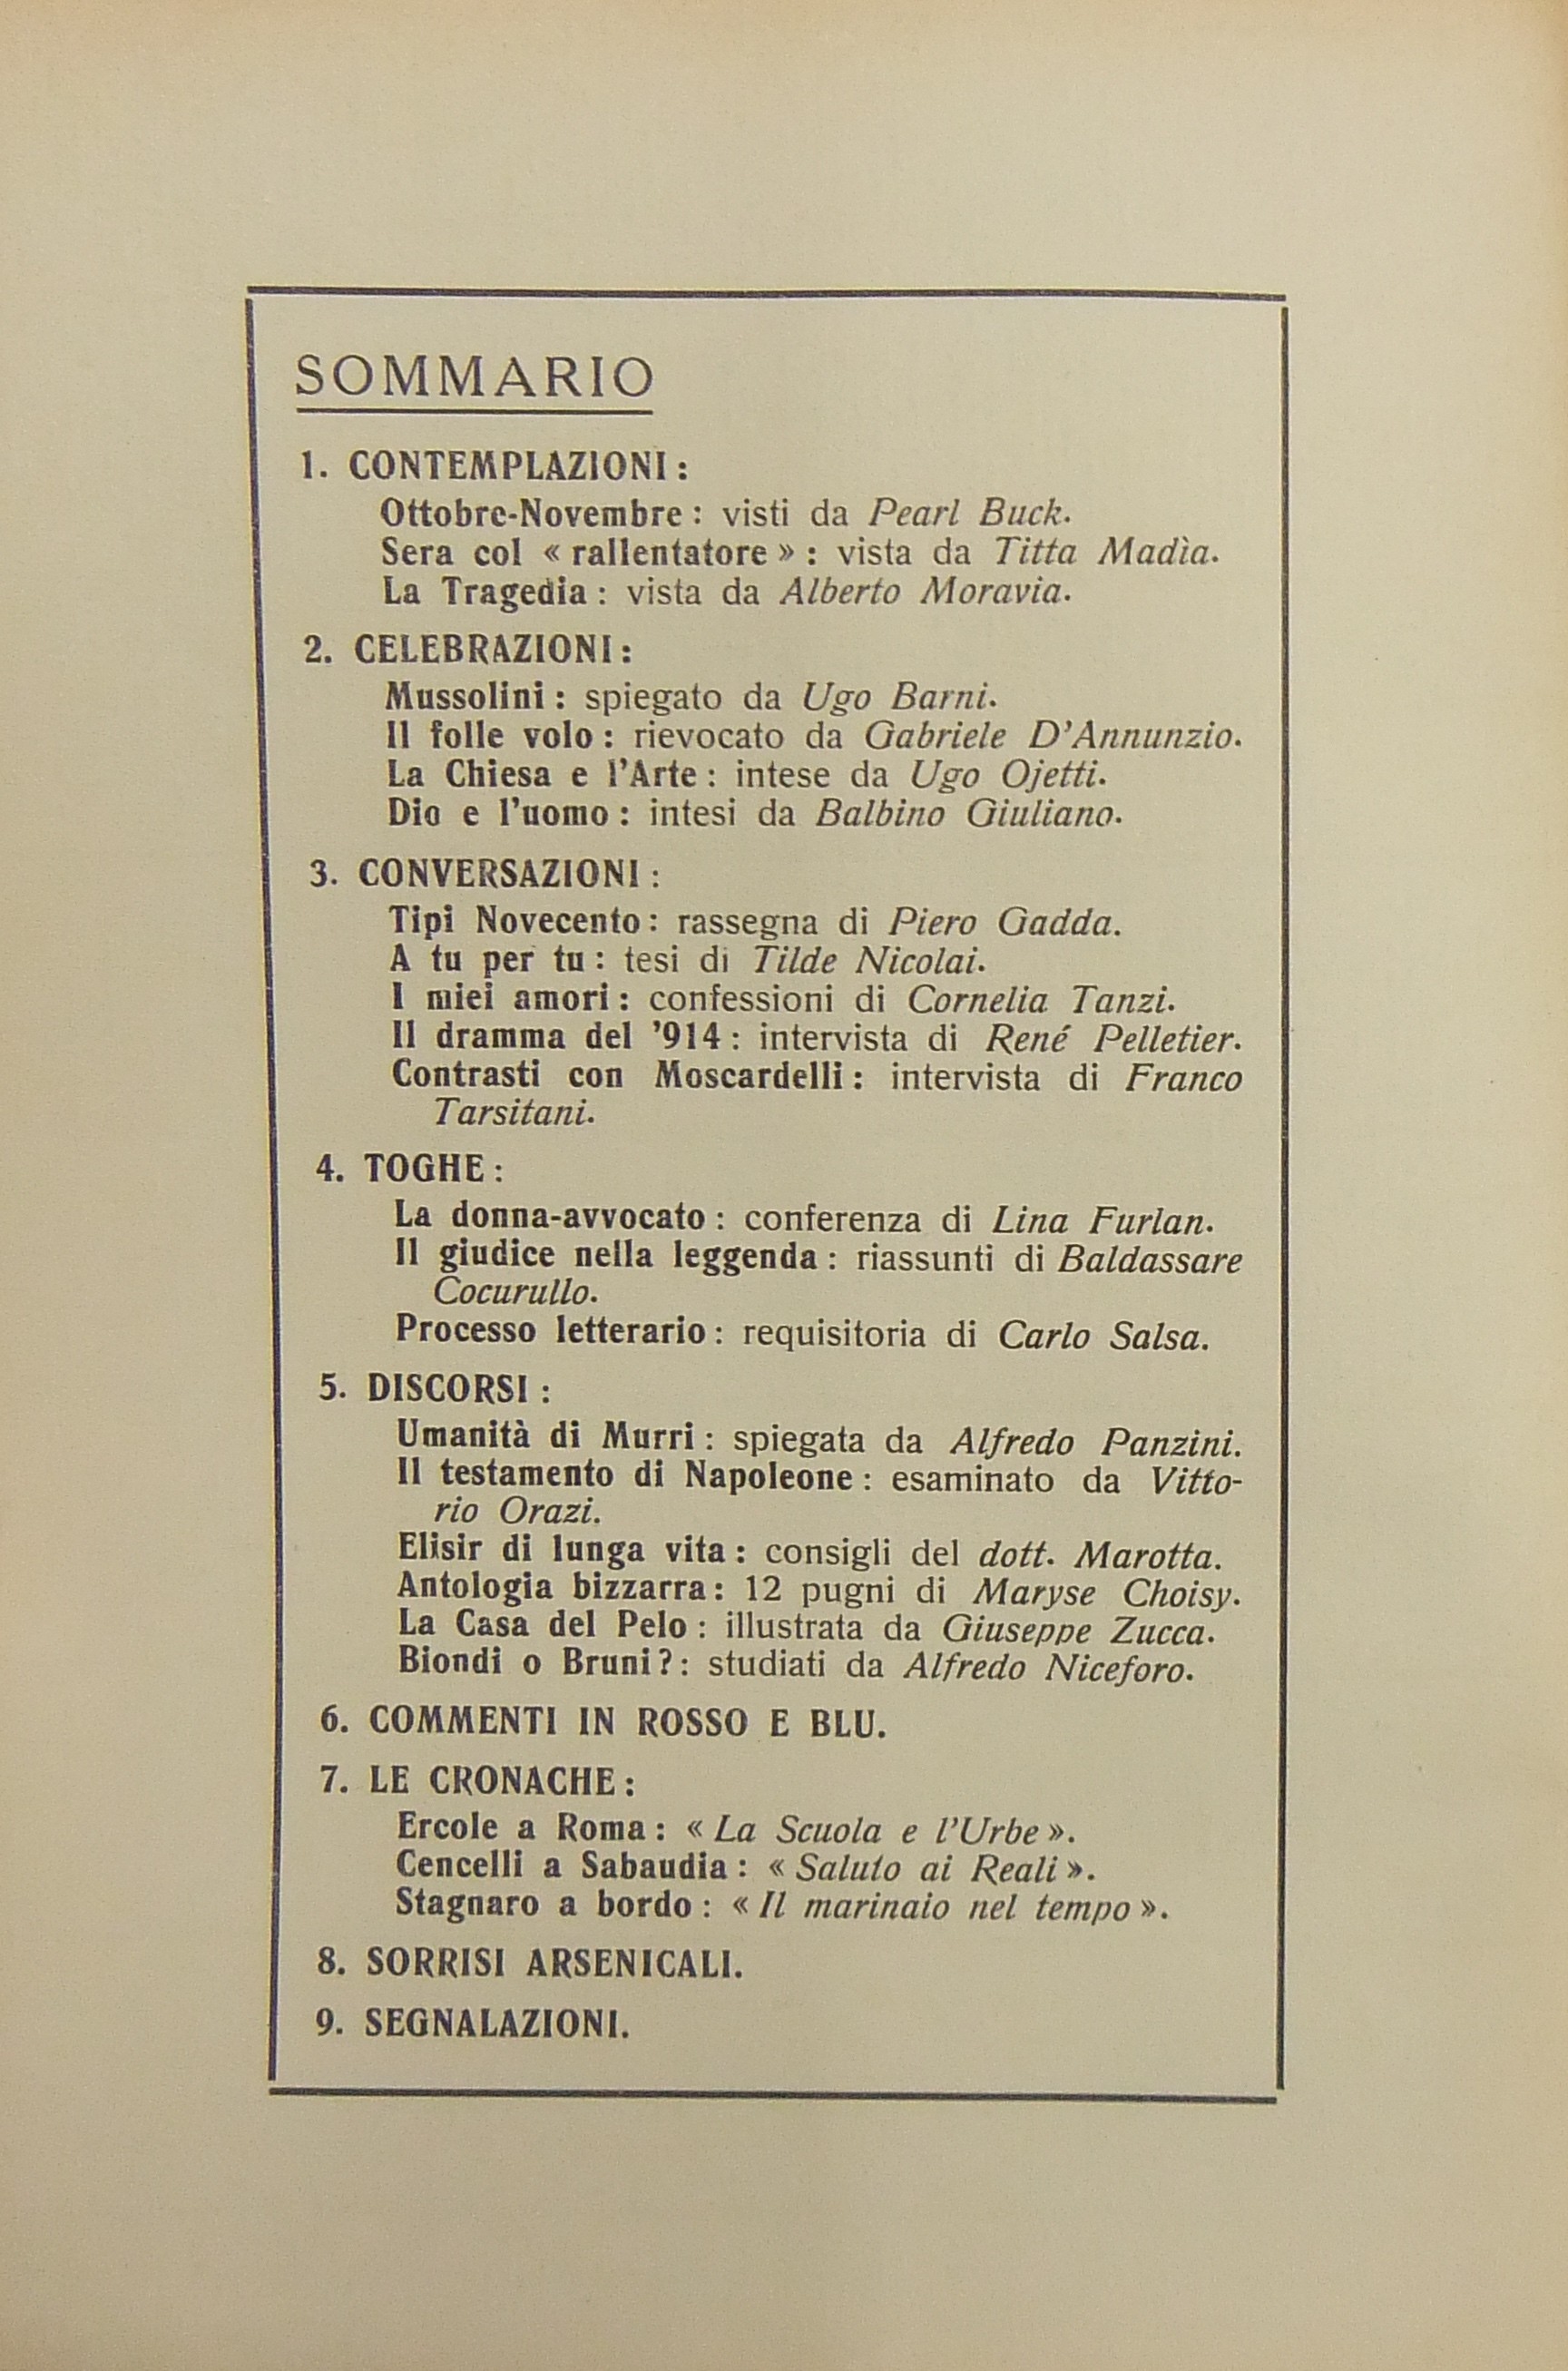 SOMMARIO
1. CONTEMPLAZIONI :
Ottobre-Novembre : visti da Pearl Buck.
Sera col « rallentatore » : vista da Titta Madìa.
La Tragedia : vista da Alberto Moravia.
2. CELEBRAZIONI :
Mussolini : spiegato da Ugo Barni.
Il folle volo : rievocato da Gabriele D'Annunzio.
La Chiesa e l'Arte : intese da Ugo Ojetti.
Dio e l'uomo : intesi da Balbino Giuliano.
3. CONVERSAZIONI :
Tipi Novecento : rassegna di Piero Gadda.
A tu per tu : tesi di Tilde Nicolai.
I miei amori : confessioni di Cornelia Tanzi.
Il dramma del '914 : intervista di René Pelletier.
Contrasti con Moscardelli : intervista di Franco
Tarsitani.
4. TOGHE :
La donna-avvocato : conferenza di Lina Furlan.
Il giudice nella leggenda : riassunti di Baldassare
Cocurullo.
Processo letterario : requisitoria di Carlo Salsa.
5. DISCORSI :
Umanità di Murri : spiegata da Alfredo Panzini.
Il testamento di Napoleone : esaminato da Vitto-
rio Orazi.
Elisir di lunga vita : consigli del dott. Marotta.
Antologia bizzarra : 12 pugni di Maryse Choisy.
La Casa del Pelo : illustrata da Giuseppe Zucca.
Biondi o Bruni? : studiati da Alfredo Niceforo.
6. COMMENTI IN ROSSO E BLU.
7. LE CRONACHE :
Ercole a Roma : « La Scuola e l'Urbe ».
Cencelli a Sabaudia : « Saluto ai Reali ».
Stagnaro a bordo : « Il marinaio nel tempo ».
8. SORRISI ARSENICALI.
9. SEGNALAZIONI.